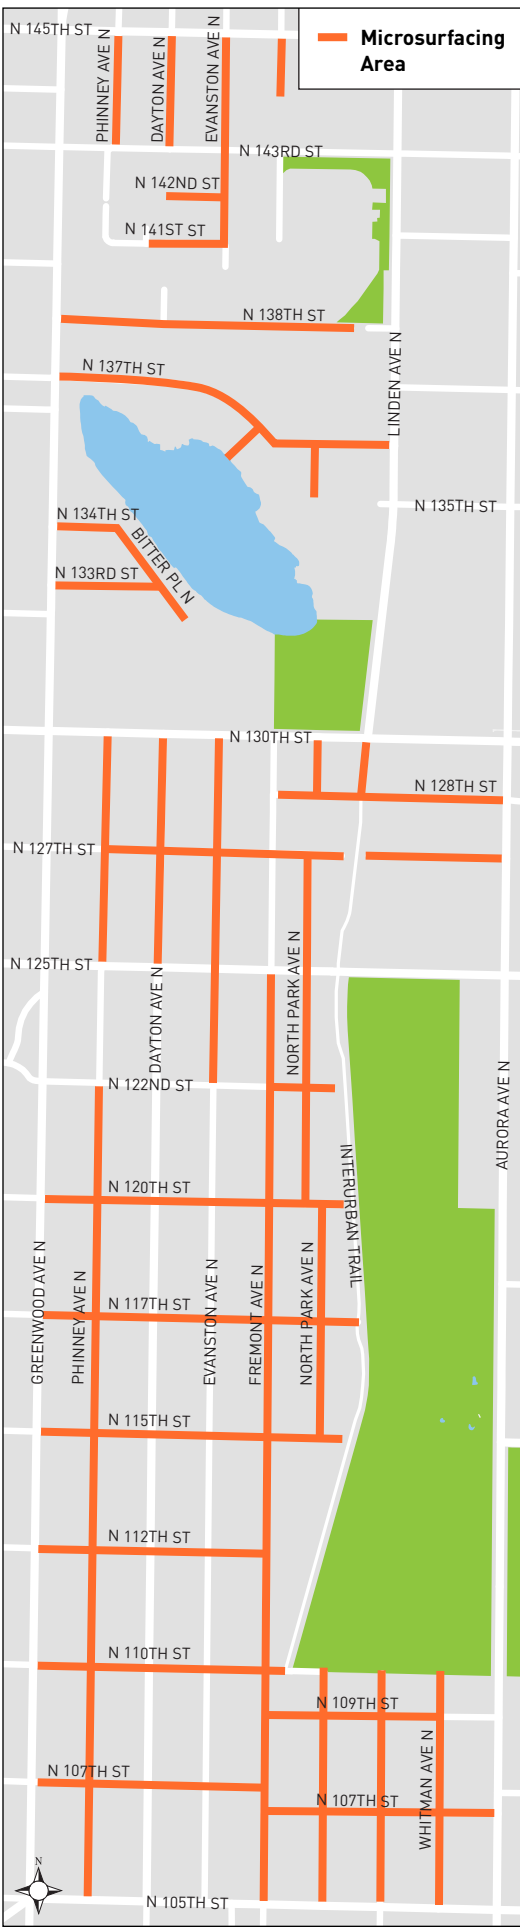 N 145TH ST
Microsurfacing
Area
PHINNEY AVE N
DAYTON AVE N
EVANSTON AVE N
N 143RD ST
N 142ND ST
N 141ST ST
N 138TH ST
LINDEN AVE N
N 137TH ST
N 135TH ST
N 134TH ST
BITTER PL N
N 133RD ST
N 130TH ST
N 128TH ST
N 127TH ST
NORTH PARK AVE N
N 125TH ST
DAYTON AVE N
AURORA AVE N
N 122ND ST
INTERURBAN TRAIL
N 120TH ST
GREENWOOD AVE N
PHINNEY AVE N
EVANSTON AVE N
FREMONT AVE N
NORTH PARK AVE N
N 117TH ST
N 115TH ST
N 112TH ST
N 110TH ST
N 109TH ST
WHITMAN AVE N
N 107TH ST
N 107TH ST
N
N 105TH ST